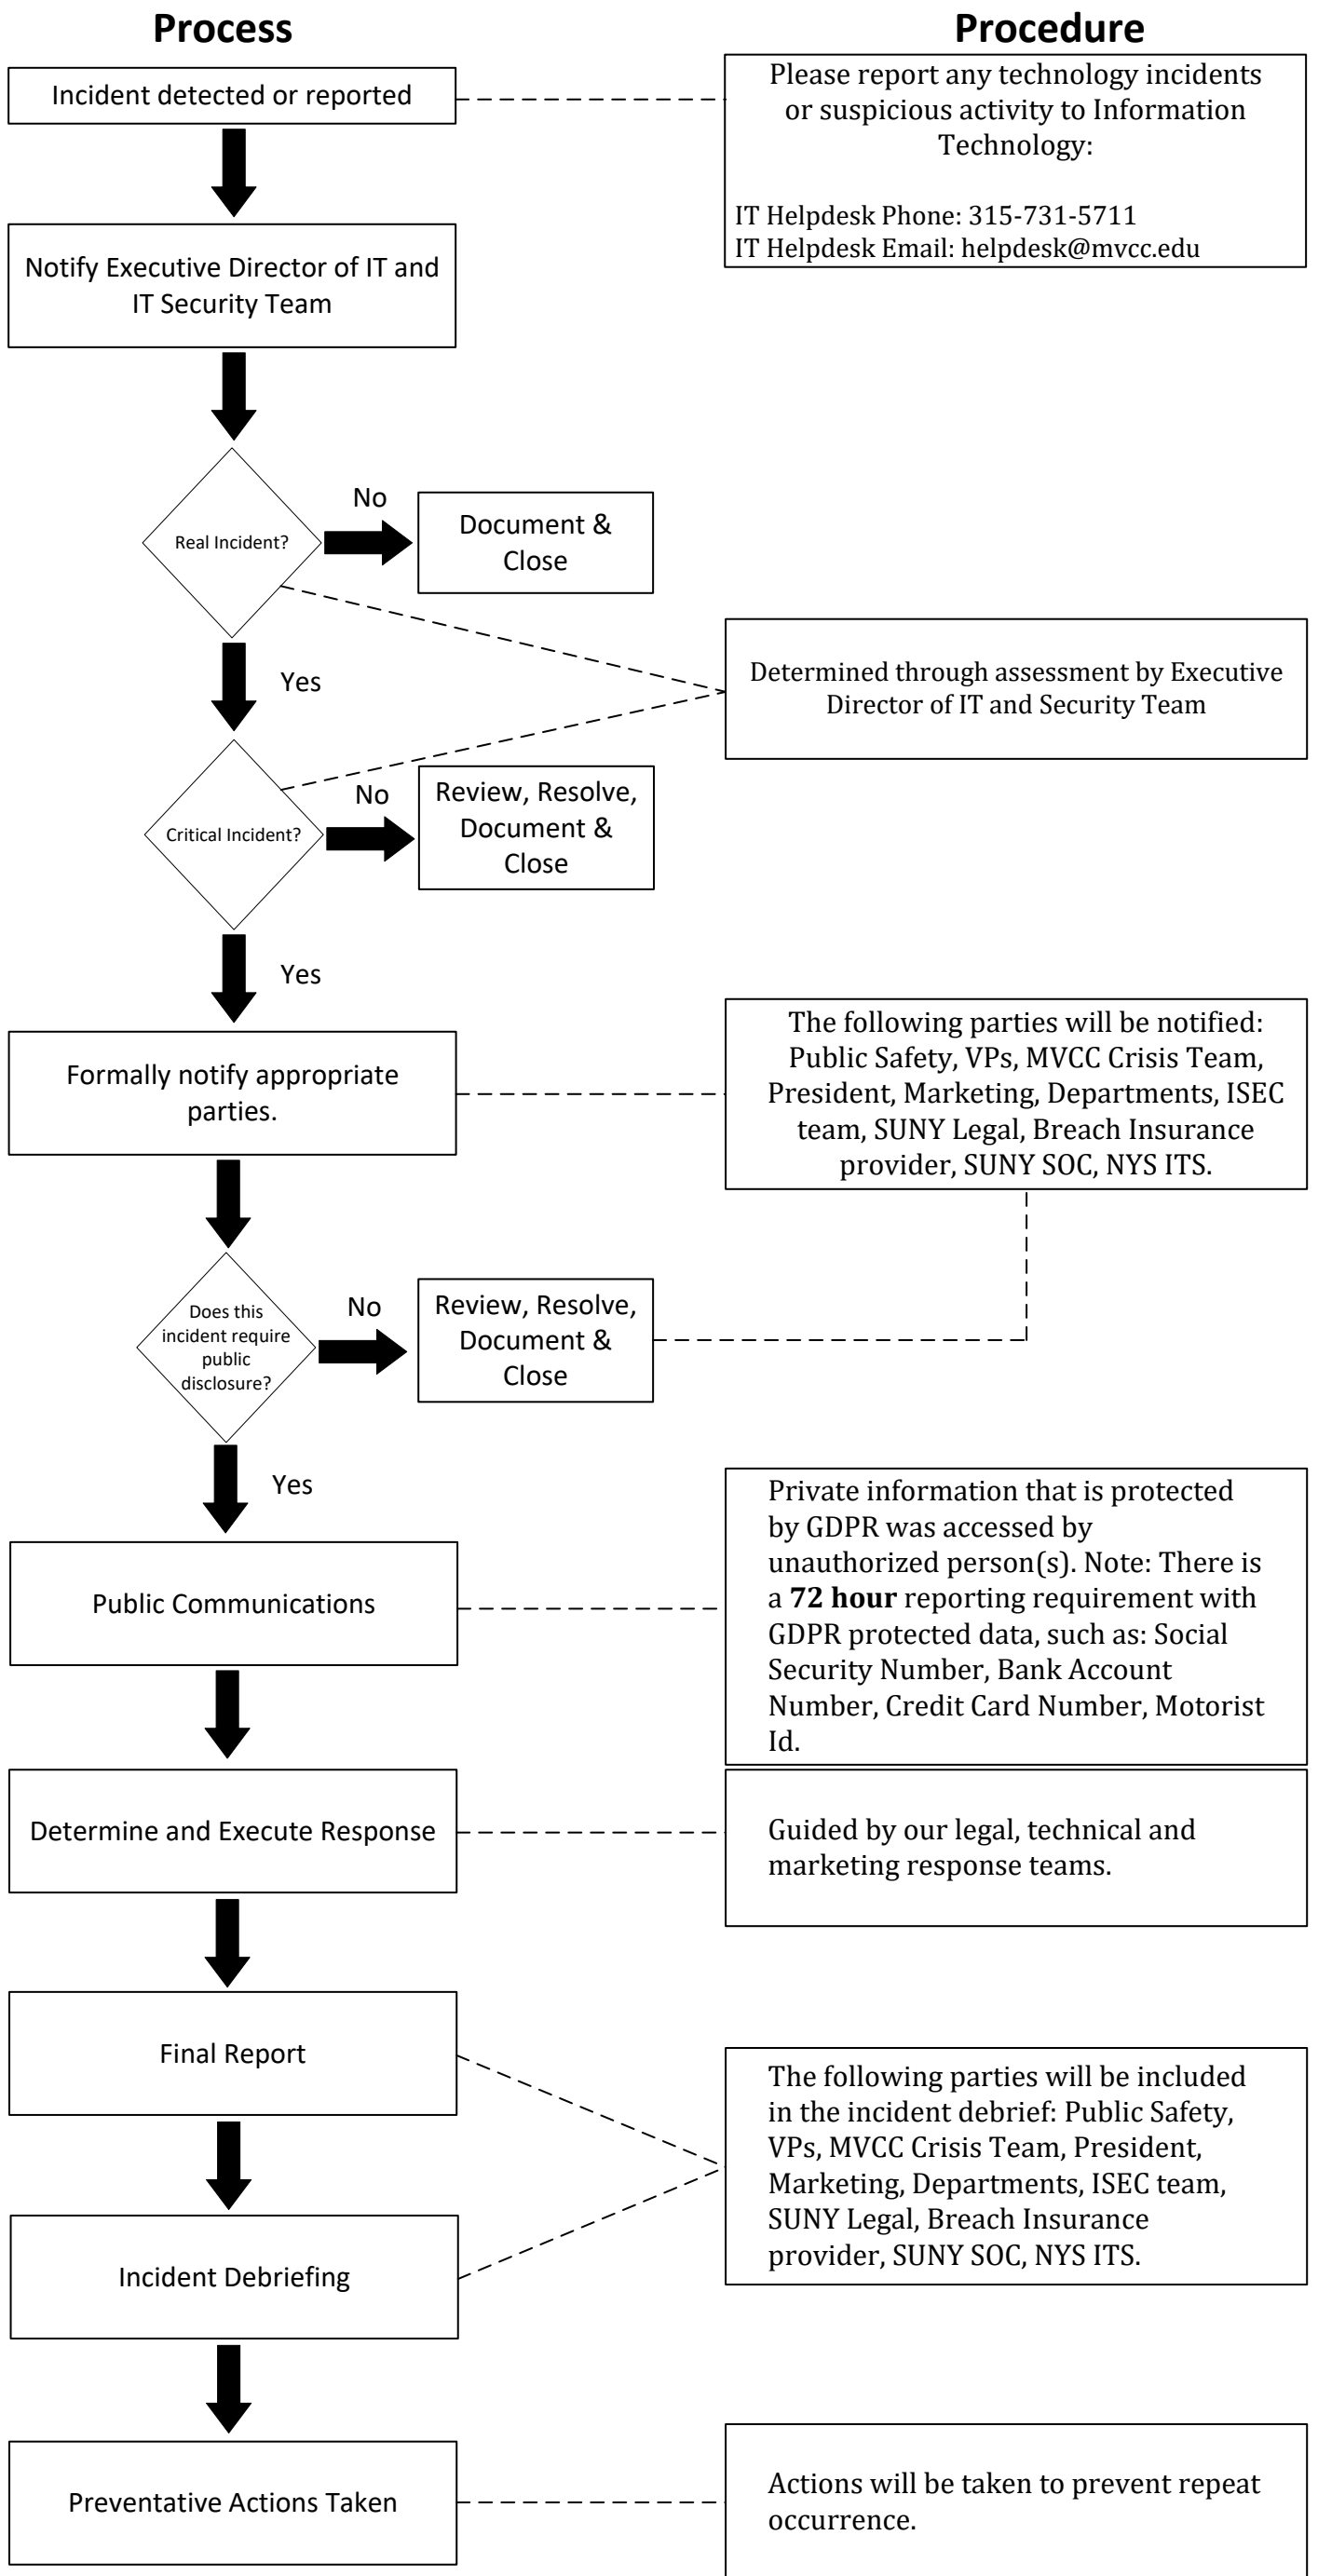 Process
Procedure
Incident detected or reported
Please report any technology incidents
or suspicious activity to Information
Technology:
IT Helpdesk Phone: 315-731-5711
IT Helpdesk Email: helpdesk@mvcc.edu
Notify Executive Director of IT and
IT Security Team
Real Incident?
No
Document &
Close
Yes
Determined through assessment by Executive
Director of IT and Security Team
Critical Incident?
No
Review, Resolve,
Document &
Close
Yes
Formally notify appropriate
parties.
The following parties will be notified:
Public Safety, VPs, MVCC Crisis Team,
President, Marketing, Departments, ISEC
team, SUNY Legal, Breach Insurance
provider, SUNY SOC, NYS ITS.
Does this
incident require
public
disclosure?
No
Review, Resolve,
Document &
Close
Yes
Public Communications
Private information that is protected
by GDPR was accessed by
unauthorized person(s). Note: There is
a 72 hour reporting requirement with
GDPR protected data, such as: Social
Security Number, Bank Account
Number, Credit Card Number, Motorist
Id.
Determine and Execute Response
Guided by our legal, technical and
marketing response teams.
Final Report
The following parties will be included
in the incident debrief: Public Safety,
VPs, MVCC Crisis Team, President,
Marketing, Departments, ISEC team,
SUNY Legal, Breach Insurance
provider, SUNY SOC, NYS ITS.
Incident Debriefing
Preventative Actions Taken
Actions will be taken to prevent repeat
occurrence.